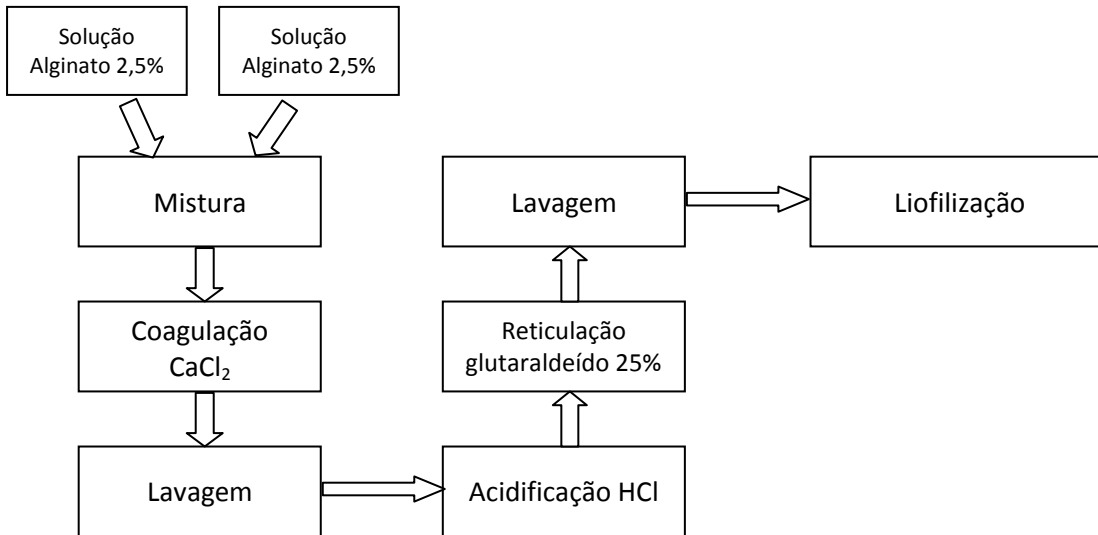 Solução
Alginato 2,5%
Solução
Alginato 2,5%
Mistura
Coagulação
CaCl₂
Lavagem
Acidificação HCl
Reticulação
glutaraldeído 25%
Lavagem
Liofilização